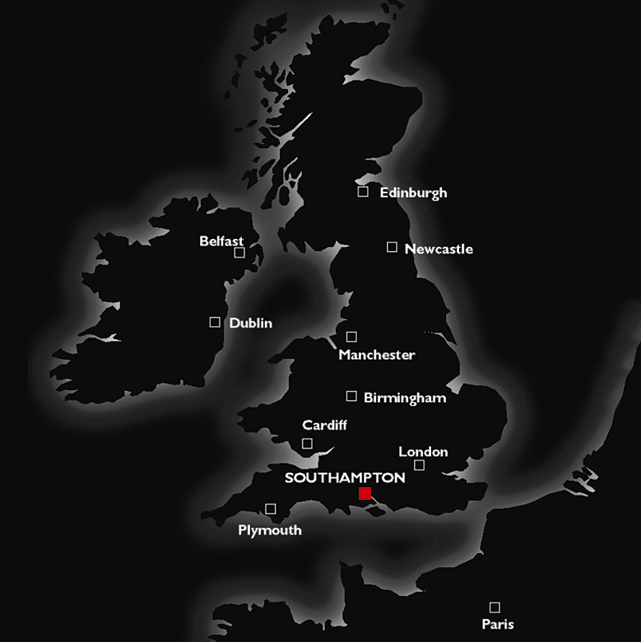 Edinburgh
Belfast
Newcastle
Dublin
Manchester
Birmingham
Cardiff
London
SOUTHAMPTON
Plymouth
Paris